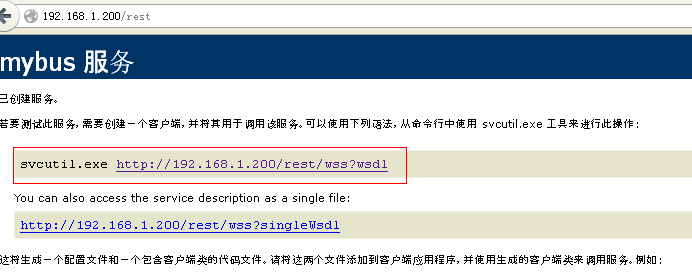 192.168.1.200/rest
mybus 服务
已创建服务。
若要测试此服务，需要创建一个客户端，并将其用于调用该服务。可以使用下列语法，从命令行中使用 svcutil.exe 工具来进行此操作:
svcutil.exe http://192.168.1.200/rest/wss?wsdl
You can also access the service description as a single file:
http://192.168.1.200/rest/wss?singleWsdl
这将生成一个配置文件和一个包含客户端类的代码文件。请将这两个文件添加到客户端应用程序，并使用生成的客户端类来调用服务。例如: